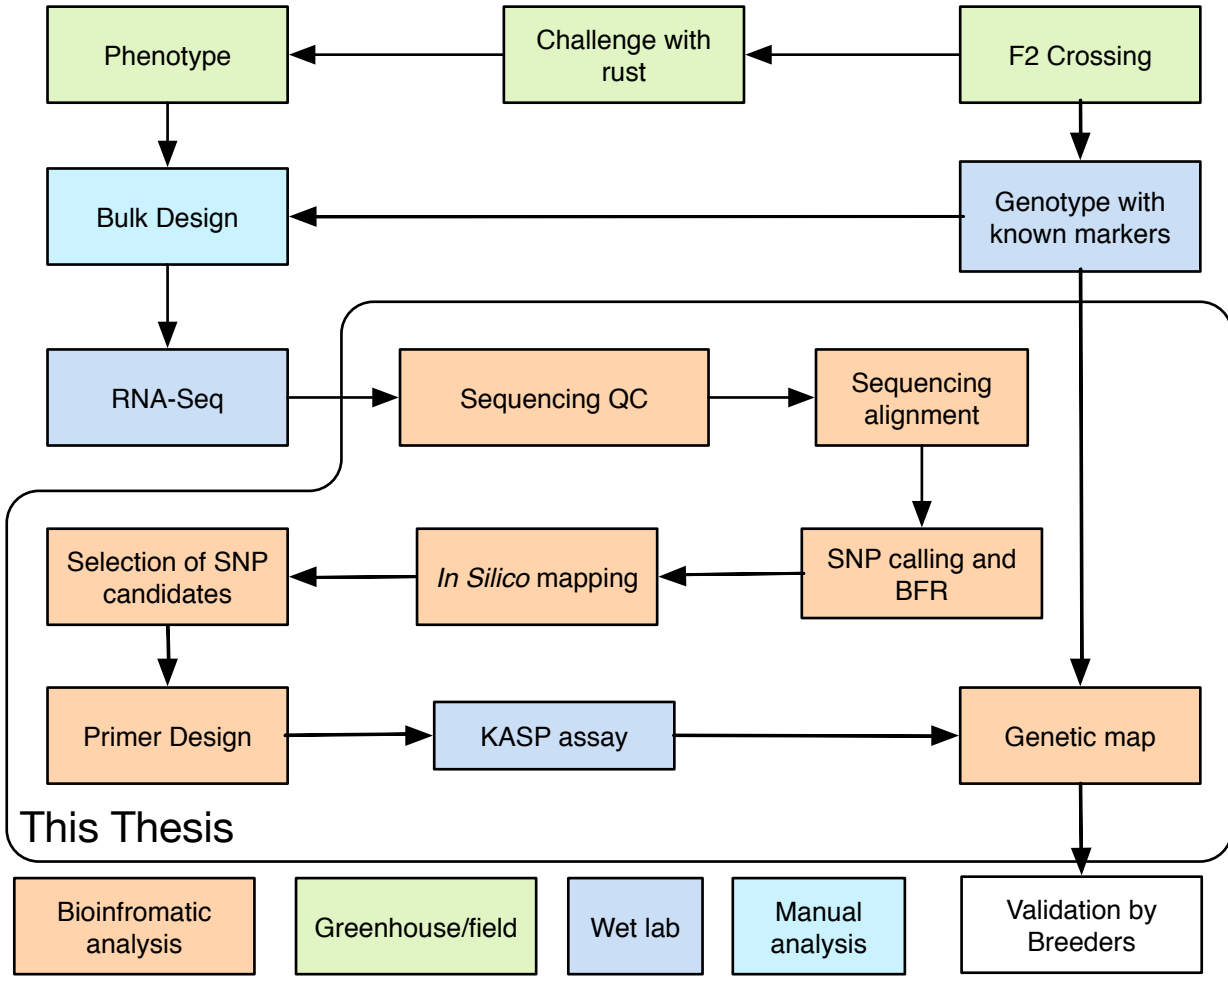 Phenotype
Challenge with
rust
F2 Crossing
Bulk Design
Genotype with
known markers
RNA-Seq
Sequencing QC
Sequencing
alignment
Selection of SNP
candidates
In Silico mapping
SNP calling and
BFR
Primer Design
KASP assay
Genetic map
This Thesis
Bioinfromatic
analysis
Greenhouse/field
Wet lab
Manual
analysis
Validation by
Breeders